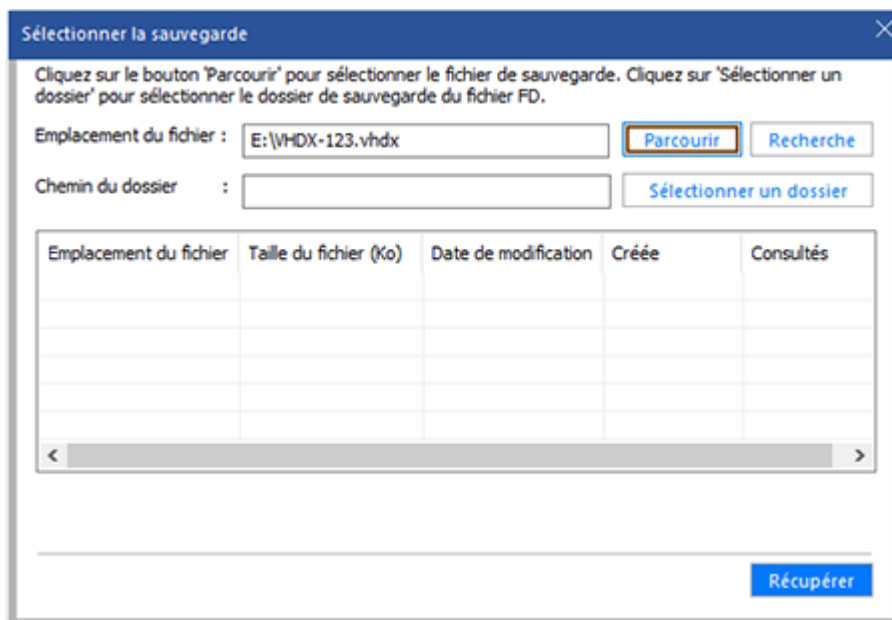 Sélectionner la sauvegarde
Cliquez sur le bouton 'Parcourir' pour sélectionner le fichier de sauvegarde. Cliquez sur 'Sélectionner un
dossier' pour sélectionner le dossier de sauvegarde du fichier FD.
Emplacement du fichier : E:\VHDX-123.vhdx Parcourir Recherche
Chemin du dossier : Sélectionner un dossier
Emplacement du fichier Taille du fichier (Ko) Date de modification Créée Consultés
Récupérer